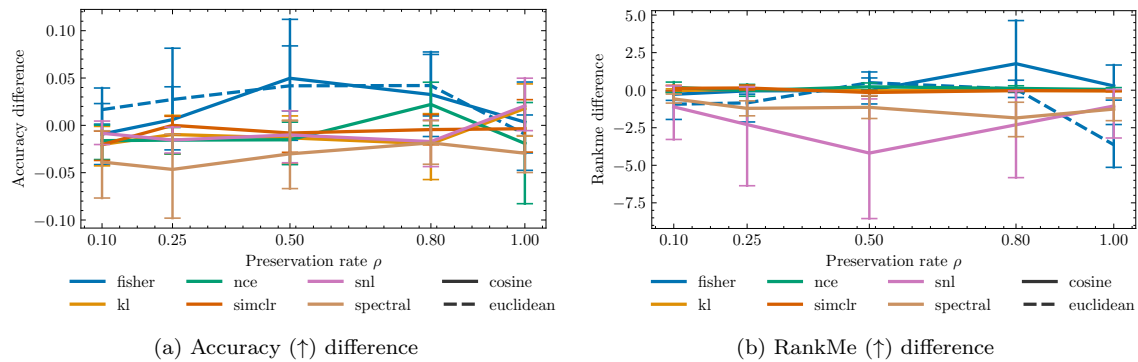 Accuracy difference
0.10
0.05
0.00
−0.05
−0.10
0.10 0.25 0.50 0.80 1.00
Preservation rate ρ
fisher nce snl cosine
kl simclr spectral euclidean
(a) Accuracy (↑) difference
Rankme difference
5.0
2.5
0.0
−2.5
−5.0
−7.5
0.10 0.25 0.50 0.80 1.00
Preservation rate ρ
fisher nce snl cosine
kl simclr spectral euclidean
(b) RankMe (↑) difference